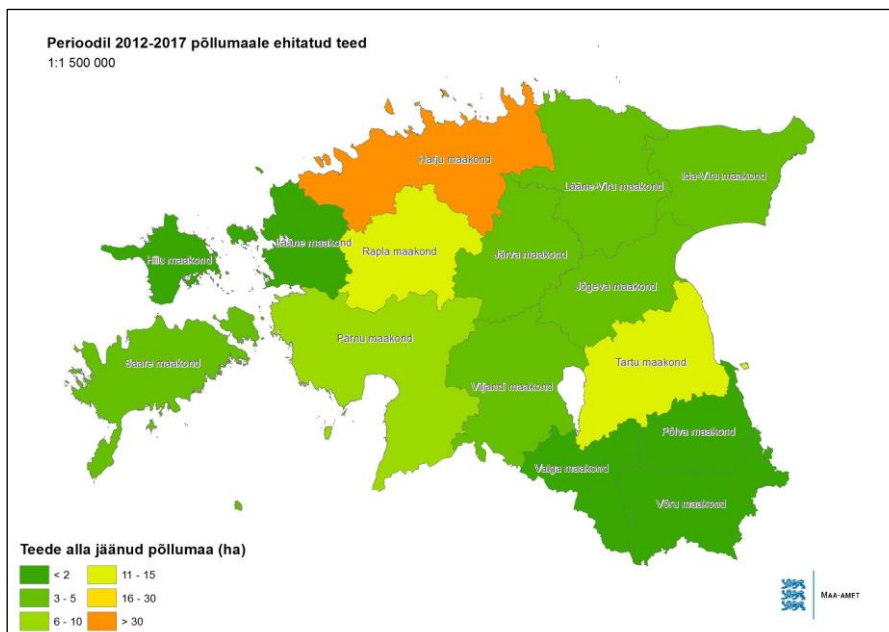 Perioodil 2012-2017 põllumaale ehitatud teed
1:1 500 000
Harju maakond
Lääne-Viru maakond
Ida-Viru maakond
Lääne maakond
Hiiu maakond
Rapla maakond
Järva maakond
Jõgeva maakond
Pärnu maakond
Saare maakond
Viljandi maakond
Tartu maakond
Põlva maakond
Valga maakond
Võru maakond
Teede alla jäänud põllumaa (ha)
< 2
3 - 5
6 - 10
11 - 15
16 - 30
> 30
MAA-AMET